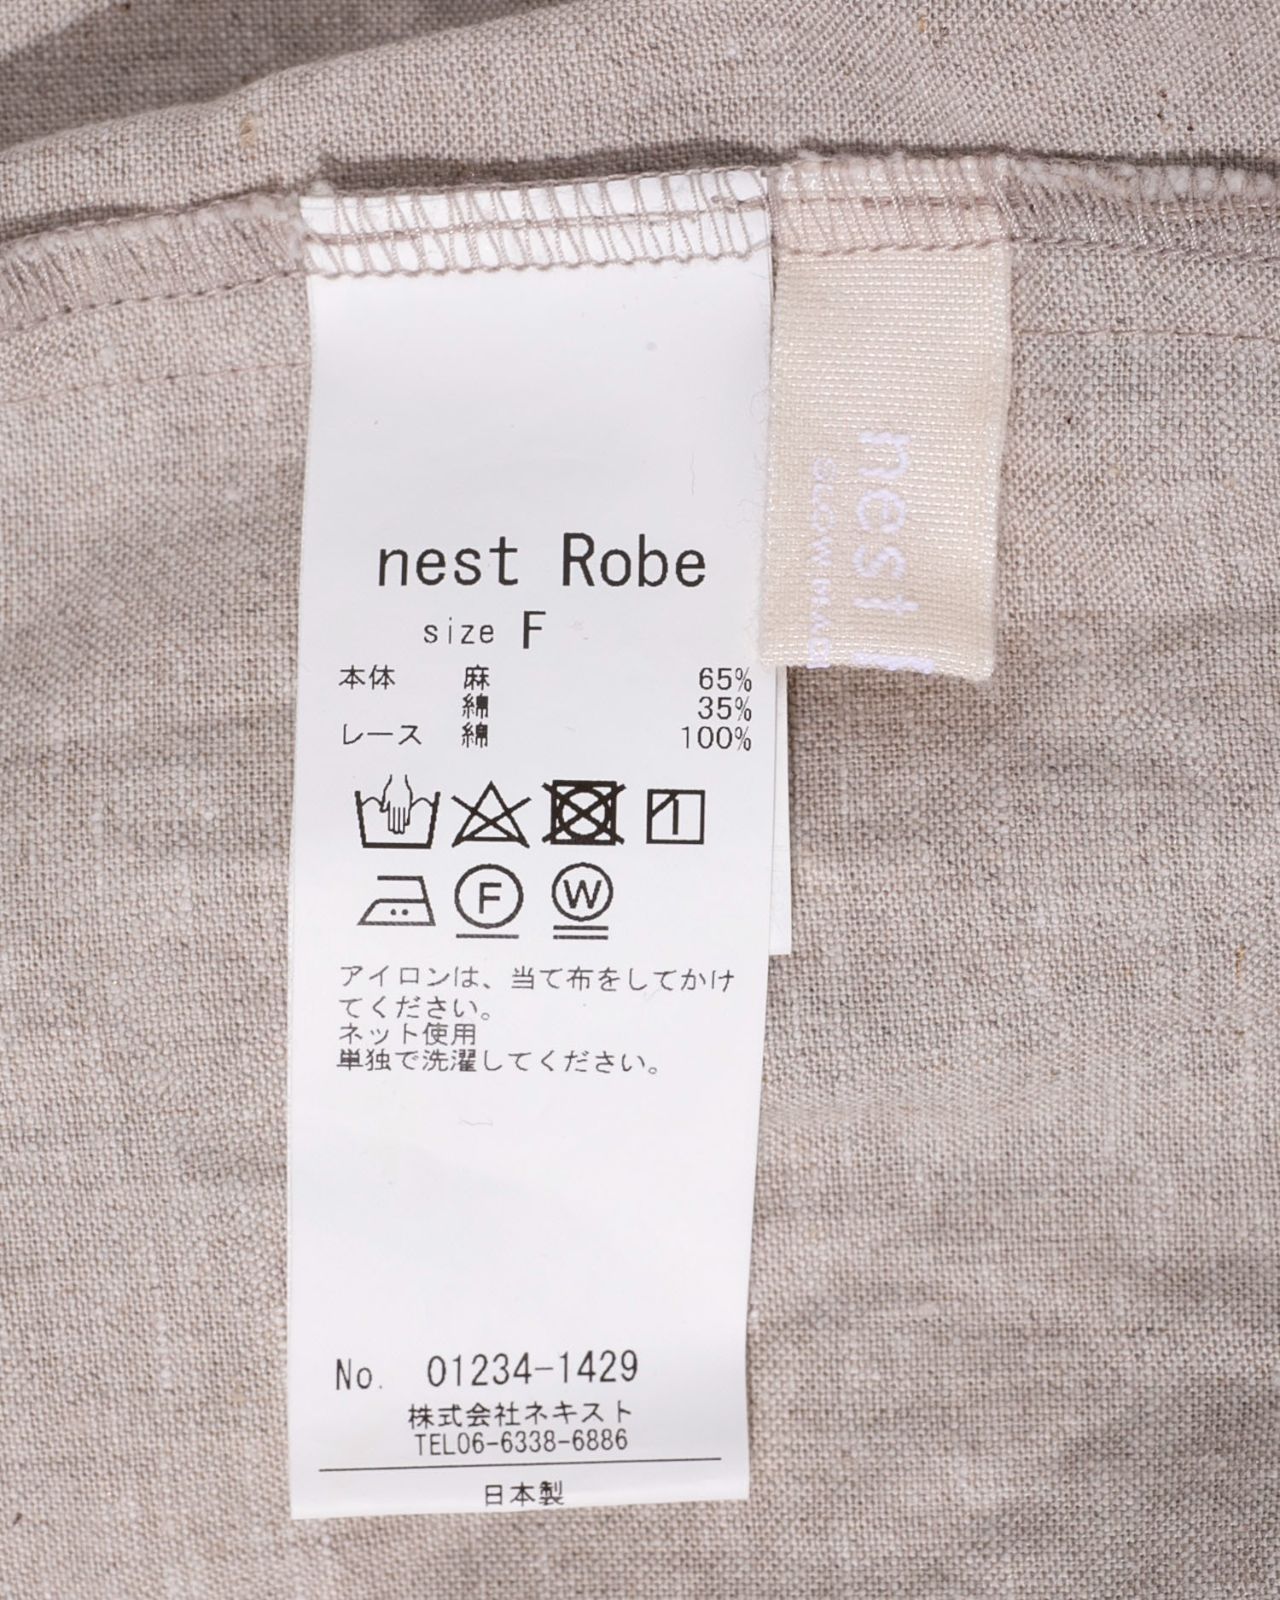 nest Robe
size F
本体 麻 65%
綿 35%
レース 綿 100%
F W
アイロンは、当て布をしてかけ
てください。
ネット使用
単独で洗濯してください。
No. 01234-1429
株式会社ネキスト
TEL06-6338-6886
日本製
nest
SLOW